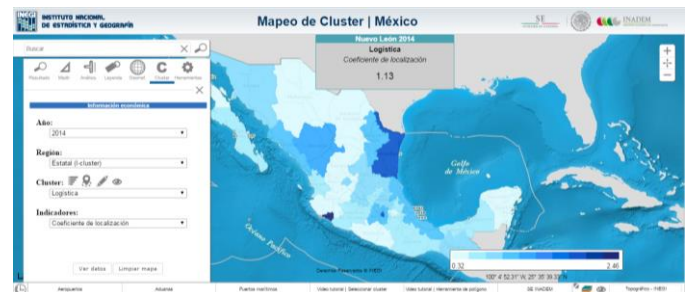 INSTITUTO NACIONAL
DE ESTADÍSTICA Y GEOGRAFÍA
Mapeo de Cluster | México
SE
INADEM
Buscar
Nuevo León 2014
Logística
Coeficiente de localización
1.13
Análisis
Leyenda
Cluster
Herramientas
Información económica
Año:
2014
Región:
Estatal (I-cluster)
Cluster:
Logística
Indicadores:
Coeficiente de localización
Ver datos
Limpiar mapa
Golfo
de México
Océano Pacífico
0.32
2.46
Aeropuertos
Aduanas
Puertos marítimos
Video tutorial | Seleccionar cluster
Video tutorial | Herramienta de polígono
Topográfico - INEGI